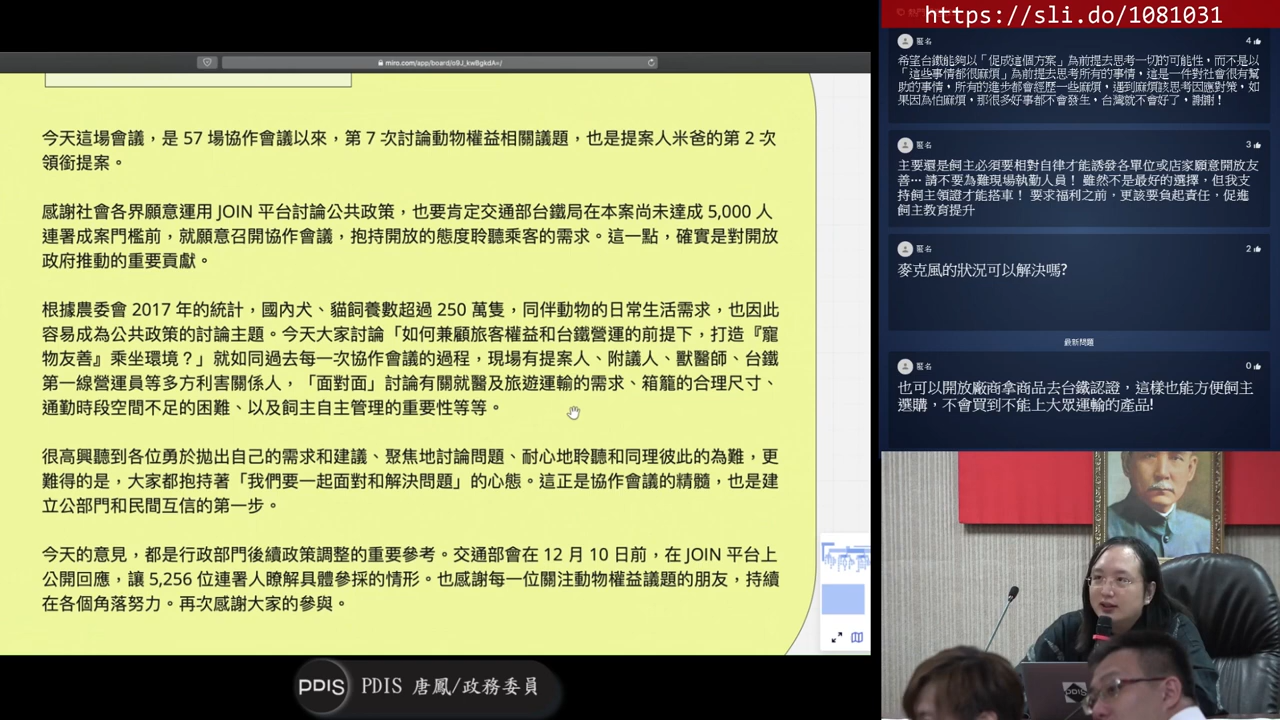 https://sli.do/1081031
miro.com/app/board/o9J_kwBgkdA=/
今天這場會議，是 57 場協作會議以來，第 7 次討論動物權益相關議題，也是提案人米爸的第 2 次
領銜提案。
感謝社會各界願意運用 JOIN 平台討論公共政策，也要肯定交通部台鐵局在本案尚未達成 5,000 人
連署成案門檻前，就願意召開協作會議，抱持開放的態度聆聽乘客的需求。這一點，確實是對開放
政府推動的重要貢獻。
根據農委會 2017 年的統計，國內犬、貓飼養數超過 250 萬隻，同伴動物的日常生活需求，也因此
容易成為公共政策的討論主題。今天大家討論「如何兼顧旅客權益和台鐵營運的前提下，打造『寵
物友善』乘坐環境？」就如同過去每一次協作會議的過程，現場有提案人、附議人、獸醫師、台鐵
第一線營運員等多方利害關係人，「面對面」討論有關就醫及旅遊運輸的需求、箱籠的合理尺寸、
通勤時段空間不足的困難、以及飼主自主管理的重要性等等。
很高興聽到各位勇於拋出自己的需求和建議、聚焦地討論問題、耐心地聆聽和同理彼此的為難，更
難得的是，大家都抱持著「我們要一起面對和解決問題」的心態。這正是協作會議的精髓，也是建
立公部門和民間互信的第一步。
今天的意見，都是行政部門後續政策調整的重要參考。交通部會在 12 月 10 日前，在 JOIN 平台上
公開回應，讓 5,256 位連署人瞭解具體參採的情形。也感謝每一位關注動物權益議題的朋友，持續
在各個角落努力。再次感謝大家的參與。
匿名
4
希望台鐵能夠以「促成這個方案」為前提去思考一切的可能性，而不是以
「這些事情都很麻煩」為前提去思考所有的事情，這是一件對社會很有幫
助的事情，所有的進步都會經歷一些麻煩，遇到麻煩該思考因應對策，如
果因為怕麻煩，那很多好事都不會發生，台灣就不會好了，謝謝！
匿名
3
主要還是飼主必須要相對自律才能誘發各單位或店家願意開放友
善… 請不要為難現場執勤人員！ 雖然不是最好的選擇，但我支
持飼主領證才能搭車！ 要求福利之前，更該要負起責任，促進
飼主教育提升
匿名
2
麥克風的狀況可以解決嗎?
最新問題
匿名
0
也可以開放廠商拿商品去台鐵認證，這樣也能方便飼主
選購，不會買到不能上大眾運輸的產品!
PDIS PDIS 唐鳳/政務委員